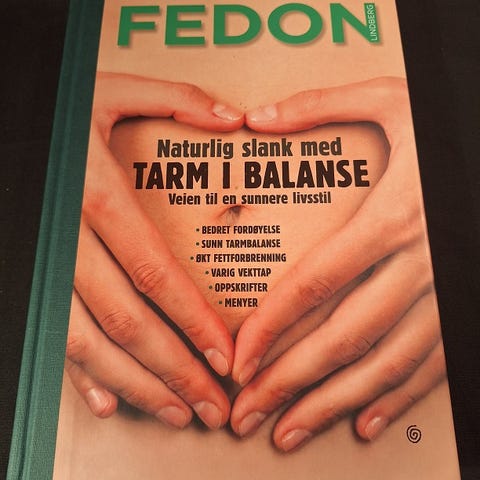 FEDON
LINDBERG
Naturlig slank med
TARM I BALANSE
Veien til en sunnere livsstil
• BEDRET FORDØYELSE
• SUNN TARMBALANSE
• ØKT FETTFORBRENNING
• VARIG VEKTTAP
• OPPSKRIFTER
• MENYER